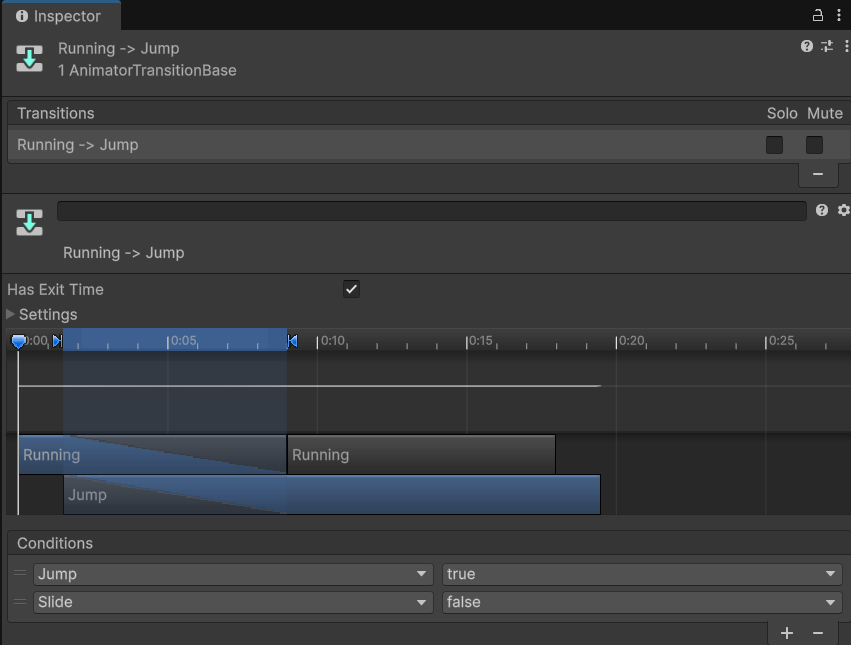 Inspector
Running -> Jump
1 AnimatorTransitionBase
Transitions Solo Mute
Running -> Jump
Running -> Jump
Has Exit Time
Settings
0:00 0:05 0:10 0:15 0:20 0:25
Running Running
Jump
Conditions
Jump true
Slide false